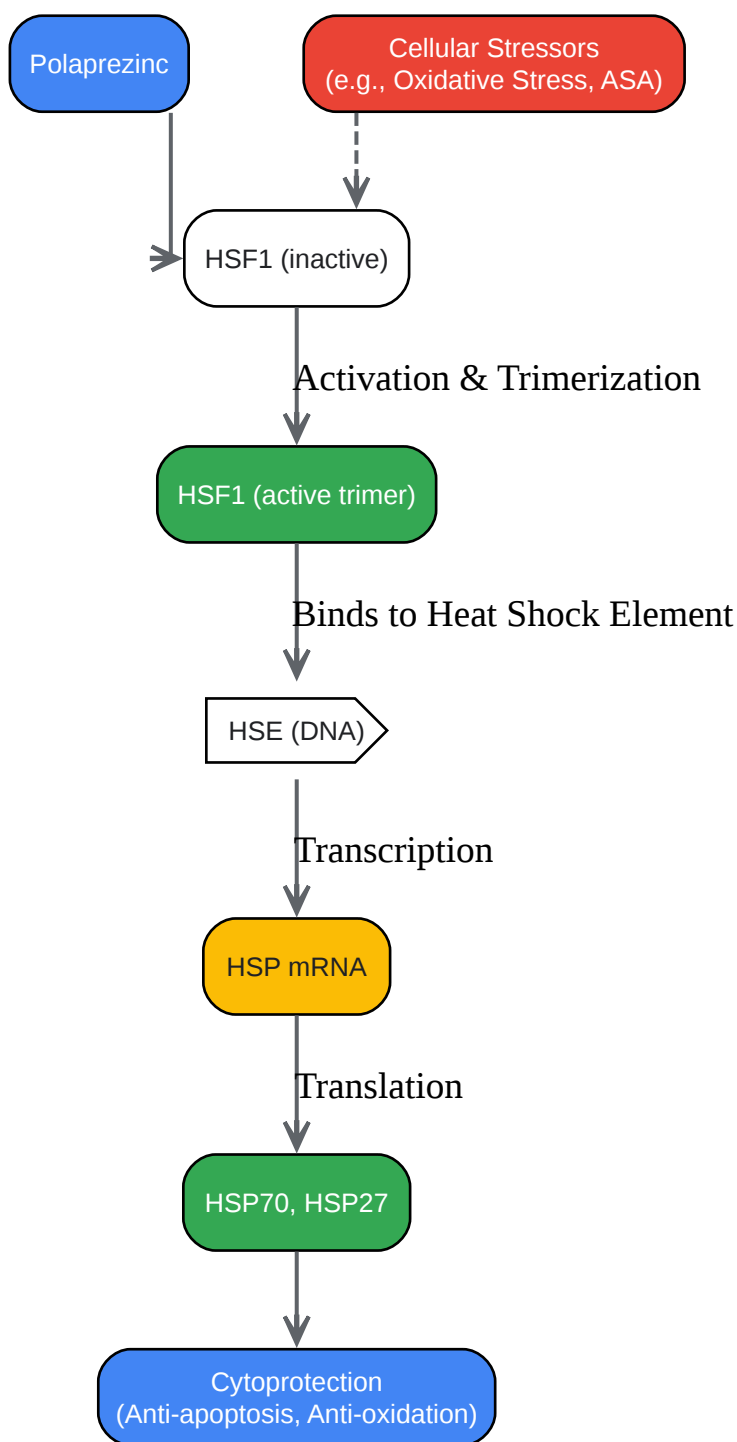 Polaprezinc
Cellular Stressors
(e.g., Oxidative Stress, ASA)
HSF1 (inactive)
Activation & Trimerization
HSF1 (active trimer)
Binds to Heat Shock Element
HSE (DNA)
Transcription
HSP mRNA
Translation
HSP70, HSP27
Cytoprotection
(Anti-apoptosis, Anti-oxidation)